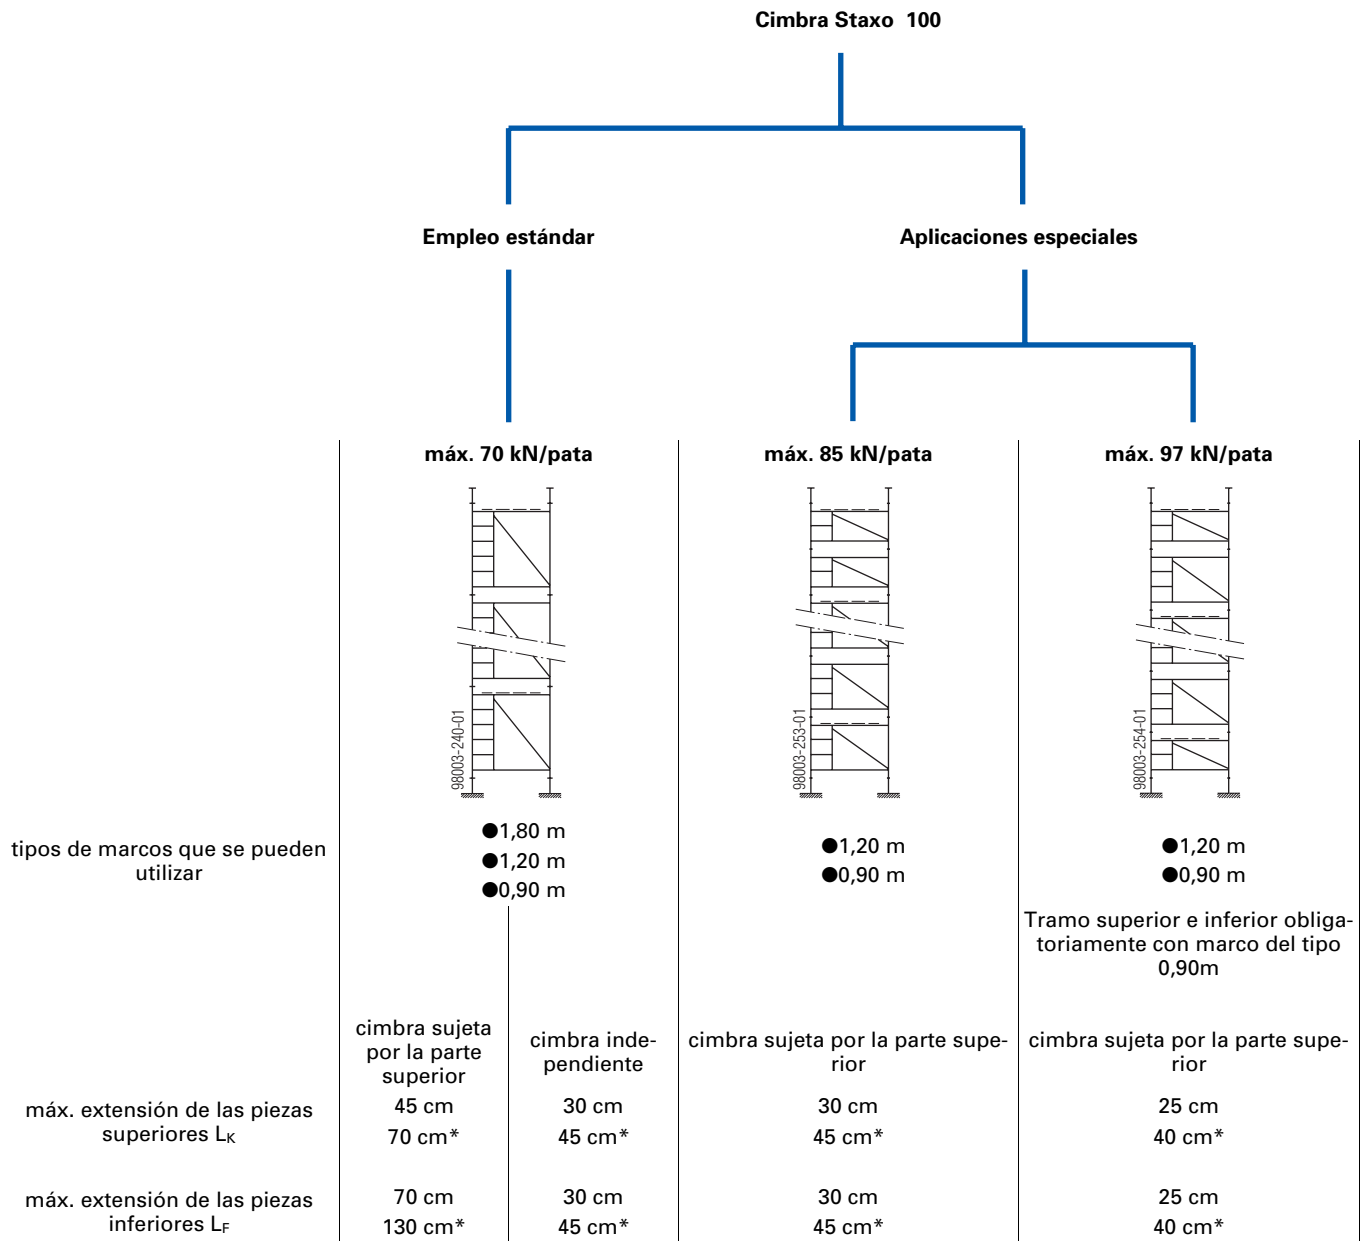 Cimbra Staxo 100
Empleo estándar
Aplicaciones especiales
máx. 70 kN/pata
máx. 85 kN/pata
máx. 97 kN/pata
98003-240-01
98003-253-01
98003-254-01
tipos de marcos que se pueden
utilizar
●1,80 m
●1,20 m
●0,90 m
●1,20 m
●0,90 m
●1,20 m
●0,90 m
Tramo superior e inferior obliga-
toriamente con marco del tipo
0,90m
cimbra sujeta
por la parte
superior
cimbra inde-
pendiente
cimbra sujeta por la parte supe-
rior
cimbra sujeta por la parte supe-
rior
máx. extensión de las piezas
superiores LK
45 cm
30 cm
30 cm
25 cm
70 cm*
45 cm*
45 cm*
40 cm*
máx. extensión de las piezas
inferiores LF
70 cm
30 cm
30 cm
25 cm
130 cm*
45 cm*
45 cm*
40 cm*